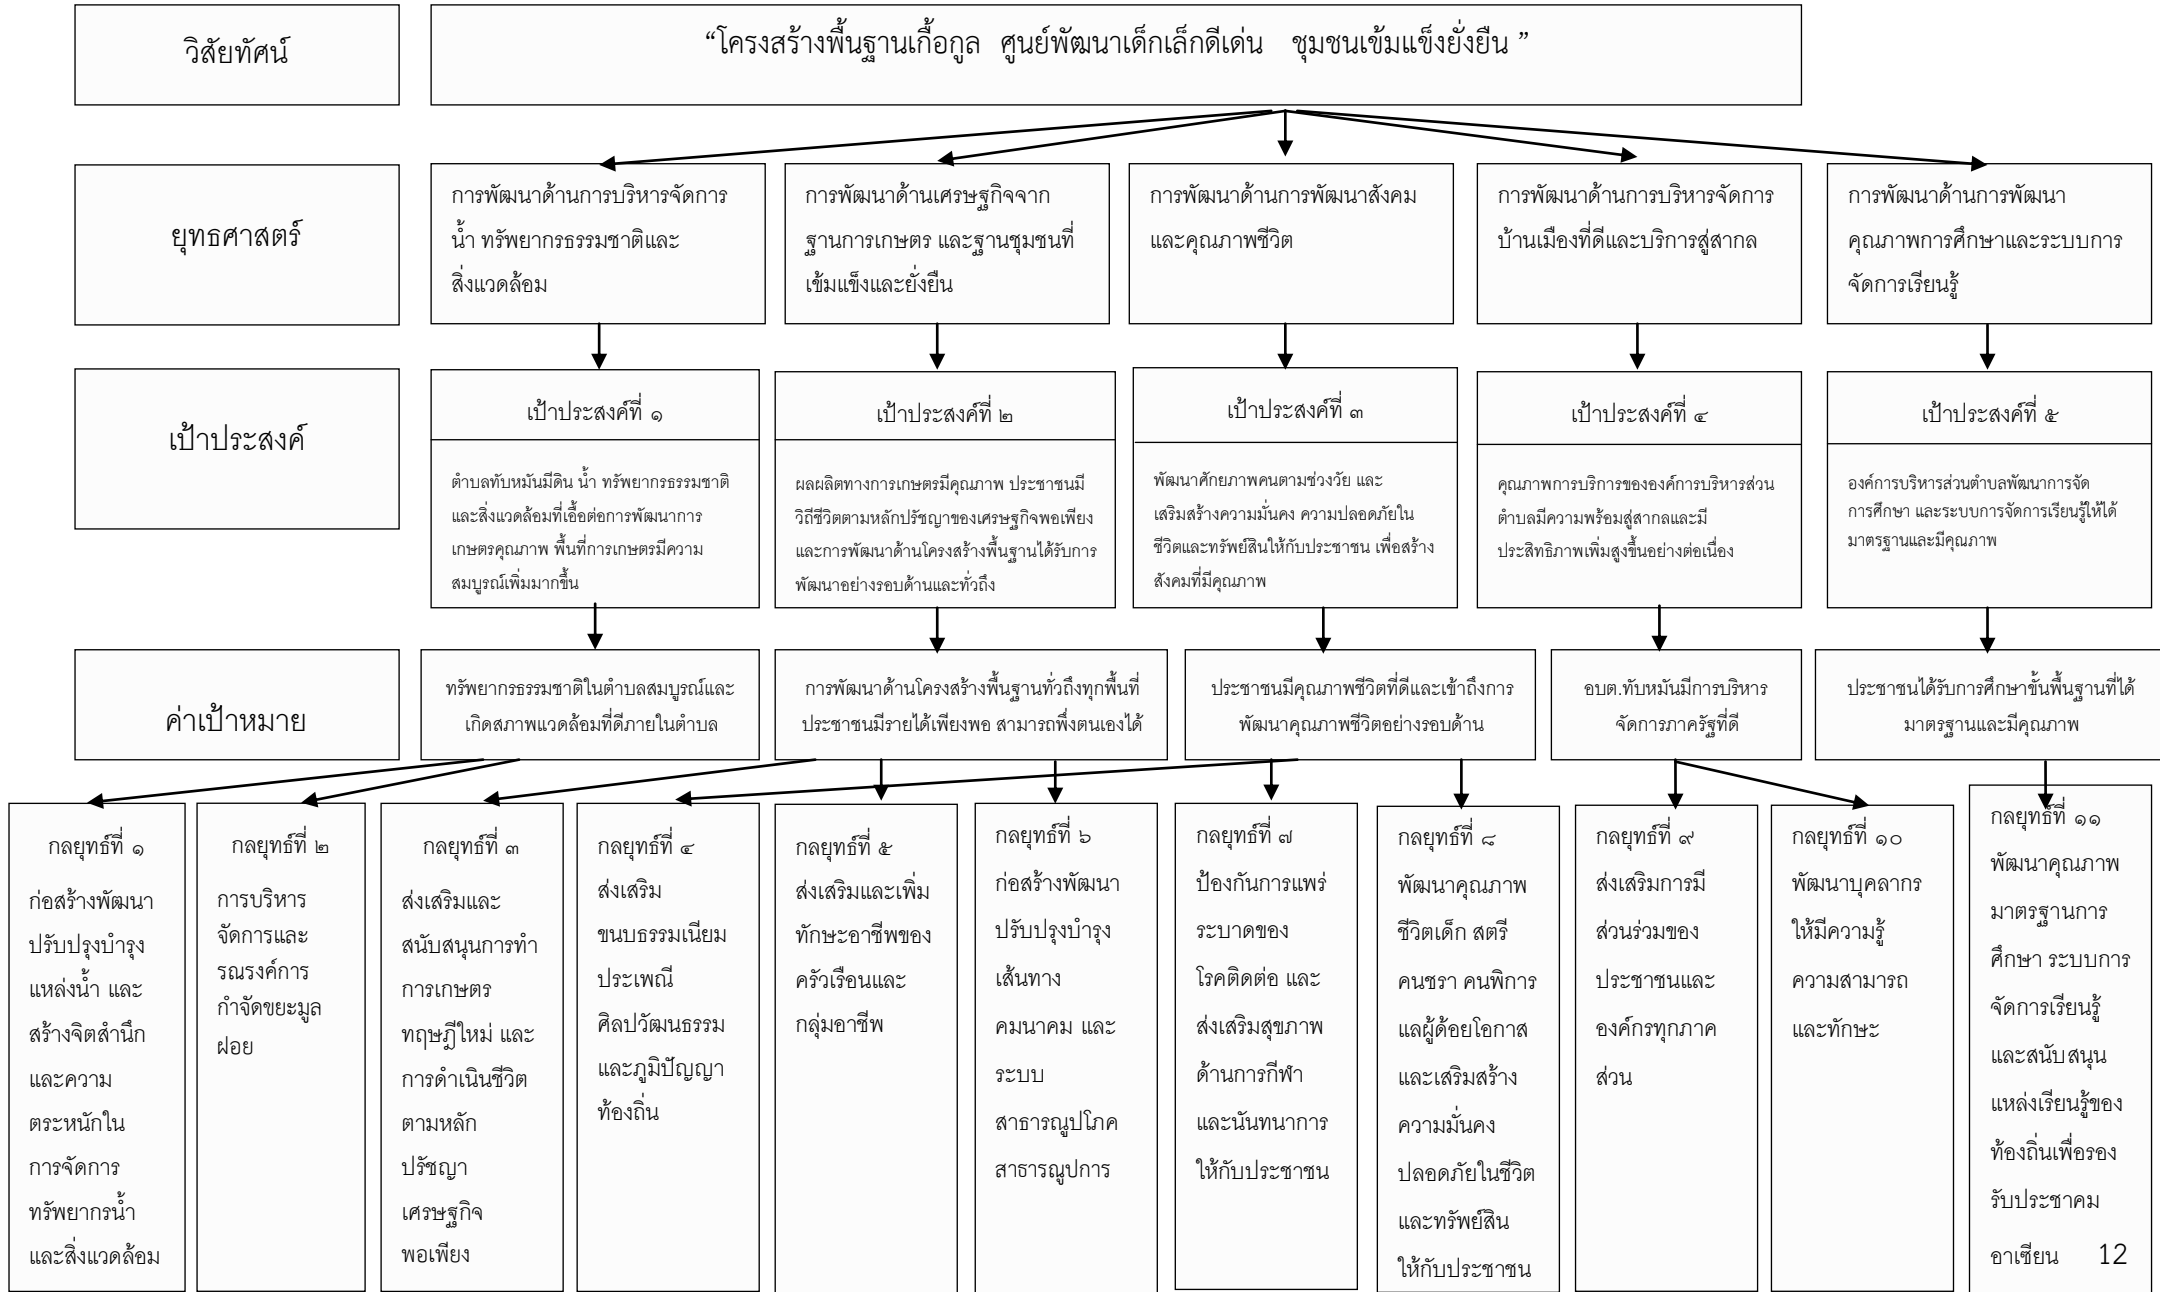 วิสัยทัศน์
“โครงสร้างพื้นฐานเกื้อกูล ศูนย์พัฒนาเด็กเล็กดีเด่น ชุมชนเข้มแข็งยั่งยืน ”
ยุทธศาสตร์
การพัฒนาด้านการบริหารจัดการ
น้ำ ทรัพยากรธรรมชาติและ
สิ่งแวดล้อม
การพัฒนาด้านเศรษฐกิจจาก
ฐานการเกษตร และฐานชุมชนที่
เข้มแข็งและยั่งยืน
การพัฒนาด้านการพัฒนาสังคม
และคุณภาพชีวิต
การพัฒนาด้านการบริหารจัดการ
บ้านเมืองที่ดีและบริการสู่สากล
การพัฒนาด้านการพัฒนา
คุณภาพการศึกษาและระบบการ
จัดการเรียนรู้
เป้าประสงค์
เป้าประสงค์ที่ ๑
ตำบลทับหมันมีดิน น้ำ ทรัพยากรธรรมชาติ
และสิ่งแวดล้อมที่เอื้อต่อการพัฒนาการ
เกษตรคุณภาพ พื้นที่การเกษตรมีความ
สมบูรณ์เพิ่มมากขึ้น
เป้าประสงค์ที่ ๒
ผลผลิตทางการเกษตรมีคุณภาพ ประชาชนมี
วิถีชีวิตตามหลักปรัชญาของเศรษฐกิจพอเพียง
และการพัฒนาด้านโครงสร้างพื้นฐานได้รับการ
พัฒนาอย่างรอบด้านและทั่วถึง
เป้าประสงค์ที่ ๓
พัฒนาศักยภาพคนตามช่วงวัย และ
เสริมสร้างความมั่นคง ความปลอดภัยใน
ชีวิตและทรัพย์สินให้กับประชาชน เพื่อสร้าง
สังคมที่มีคุณภาพ
เป้าประสงค์ที่ ๔
คุณภาพการบริการขององค์การบริหารส่วน
ตำบลมีความพร้อมสู่สากลและมี
ประสิทธิภาพเพิ่มสูงขึ้นอย่างต่อเนื่อง
เป้าประสงค์ที่ ๕
องค์การบริหารส่วนตำบลพัฒนาการจัด
การศึกษา และระบบการจัดการเรียนรู้ให้ได้
มาตรฐานและมีคุณภาพ
ค่าเป้าหมาย
ทรัพยากรธรรมชาติในตำบลสมบูรณ์และ
เกิดสภาพแวดล้อมที่ดีภายในตำบล
การพัฒนาด้านโครงสร้างพื้นฐานทั่วถึงทุกพื้นที่
ประชาชนมีรายได้เพียงพอ สามารถพึ่งตนเองได้
ประชาชนมีคุณภาพชีวิตที่ดีและเข้าถึงการ
พัฒนาคุณภาพชีวิตอย่างรอบด้าน
อบต.ทับหมันมีการบริหาร
จัดการภาครัฐที่ดี
ประชาชนได้รับการศึกษาขั้นพื้นฐานที่ได้
มาตรฐานและมีคุณภาพ
กลยุทธ์ที่ ๑
ก่อสร้างพัฒนา
ปรับปรุงบำรุง
แหล่งน้ำ และ
สร้างจิตสำนึก
และความ
ตระหนักใน
การจัดการ
ทรัพยากรน้ำ
และสิ่งแวดล้อม
กลยุทธ์ที่ ๒
การบริหาร
จัดการและ
รณรงค์การ
กำจัดขยะมูล
ฝอย
กลยุทธ์ที่ ๓
ส่งเสริมและ
สนับสนุนการทำ
การเกษตร
ทฤษฎีใหม่ และ
การดำเนินชีวิต
ตามหลัก
ปรัชญา
เศรษฐกิจ
พอเพียง
กลยุทธ์ที่ ๔
ส่งเสริม
ขนบธรรมเนียม
ประเพณี
ศิลปวัฒนธรรม
และภูมิปัญญา
ท้องถิ่น
กลยุทธ์ที่ ๕
ส่งเสริมและเพิ่ม
ทักษะอาชีพของ
ครัวเรือนและ
กลุ่มอาชีพ
กลยุทธ์ที่ ๖
ก่อสร้างพัฒนา
ปรับปรุงบำรุง
เส้นทาง
คมนาคม และ
ระบบ
สาธารณูปโภค
สาธารณูปการ
กลยุทธ์ที่ ๗
ป้องกันการแพร่
ระบาดของ
โรคติดต่อ และ
ส่งเสริมสุขภาพ
ด้านการกีฬา
และนันทนาการ
ให้กับประชาชน
กลยุทธ์ที่ ๘
พัฒนาคุณภาพ
ชีวิตเด็ก สตรี
คนชรา คนพิการ
แลผู้ด้อยโอกาส
และเสริมสร้าง
ความมั่นคง
ปลอดภัยในชีวิต
และทรัพย์สิน
ให้กับประชาชน
กลยุทธ์ที่ ๙
ส่งเสริมการมี
ส่วนร่วมของ
ประชาชนและ
องค์กรทุกภาค
ส่วน
กลยุทธ์ที่ ๑๐
พัฒนาบุคลากร
ให้มีความรู้
ความสามารถ
และทักษะ
กลยุทธ์ที่ ๑๑
พัฒนาคุณภาพ
มาตรฐานการ
ศึกษา ระบบการ
จัดการเรียนรู้
และสนับสนุน
แหล่งเรียนรู้ของ
ท้องถิ่นเพื่อรอง
รับประชาคม
อาเซียน 12